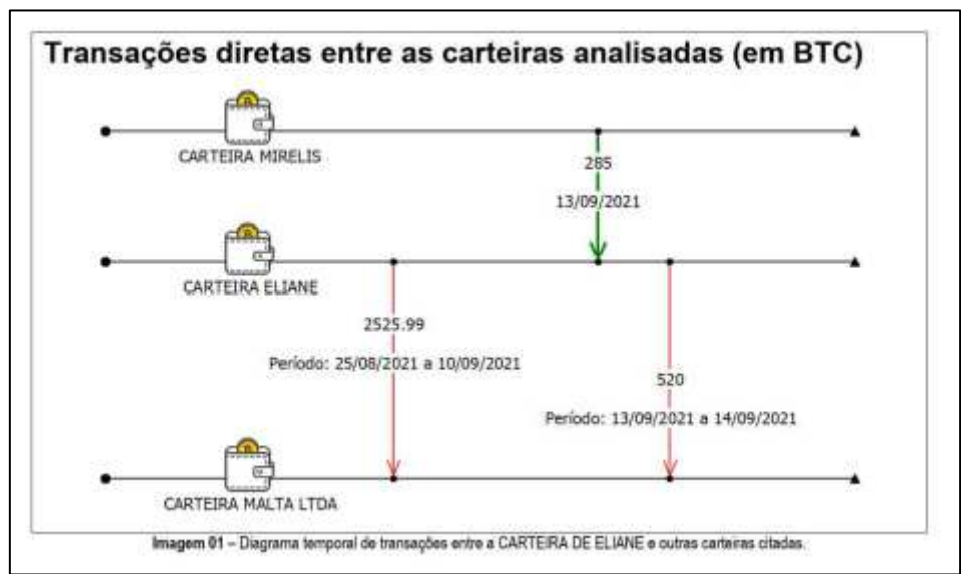 Transações diretas entre as carteiras analisadas (em BTC)
CARTEIRA MIRELIS
285
13/09/2021
CARTEIRA ELIANE
2525.99
Período: 25/08/2021 a 10/09/2021
520
Período: 13/09/2021 a 14/09/2021
CARTEIRA MALTA LTDA
Imagem 01 – Diagrama temporal de transações entre a CARTEIRA DE ELIANE e outras carteiras citadas.